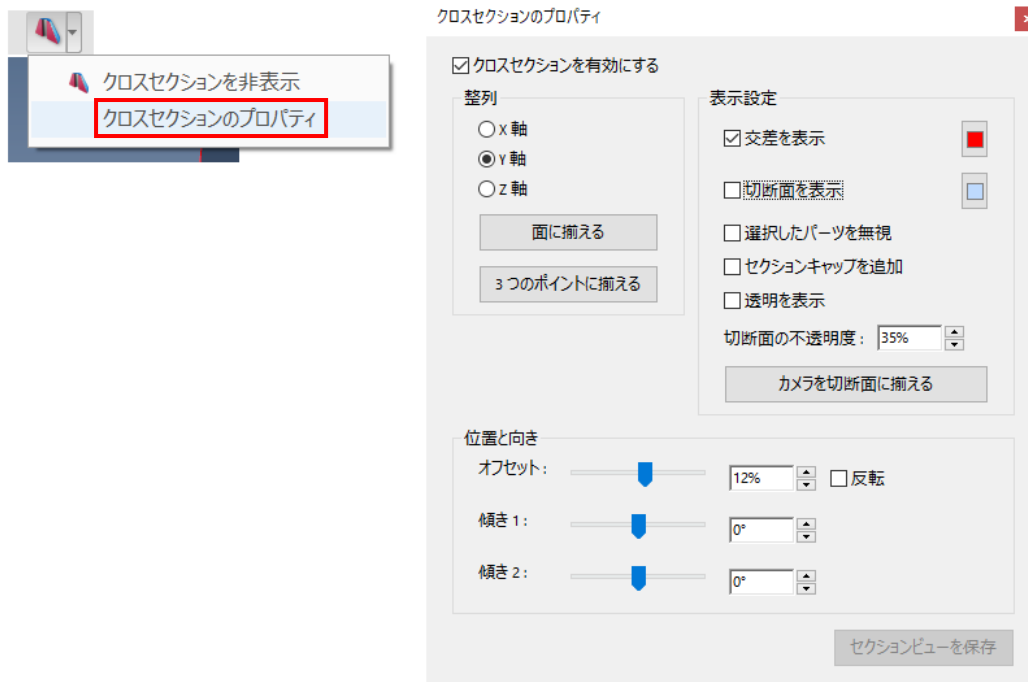 クロスセクションを非表示
クロスセクションのプロパティ
クロスセクションのプロパティ
クロスセクションを有効にする
整列
X 軸
Y 軸
Z 軸
面に揃える
3 つのポイントに揃える
表示設定
交差を表示
切断面を表示
選択したパーツを無視
セクションキャップを追加
透明を表示
切断面の不透明度 : 35%
カメラを切断面に揃える
位置と向き
オフセット : 12% 反転
傾き 1 : 0°
傾き 2 : 0°
セクションビューを保存